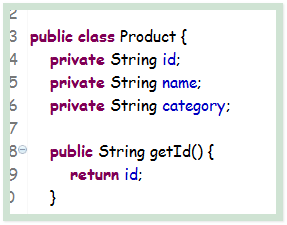 2
3 public class Product {
4 private String id;
5 private String name;
6 private String category;
7
8 public String getId() {
9 return id;
0 }